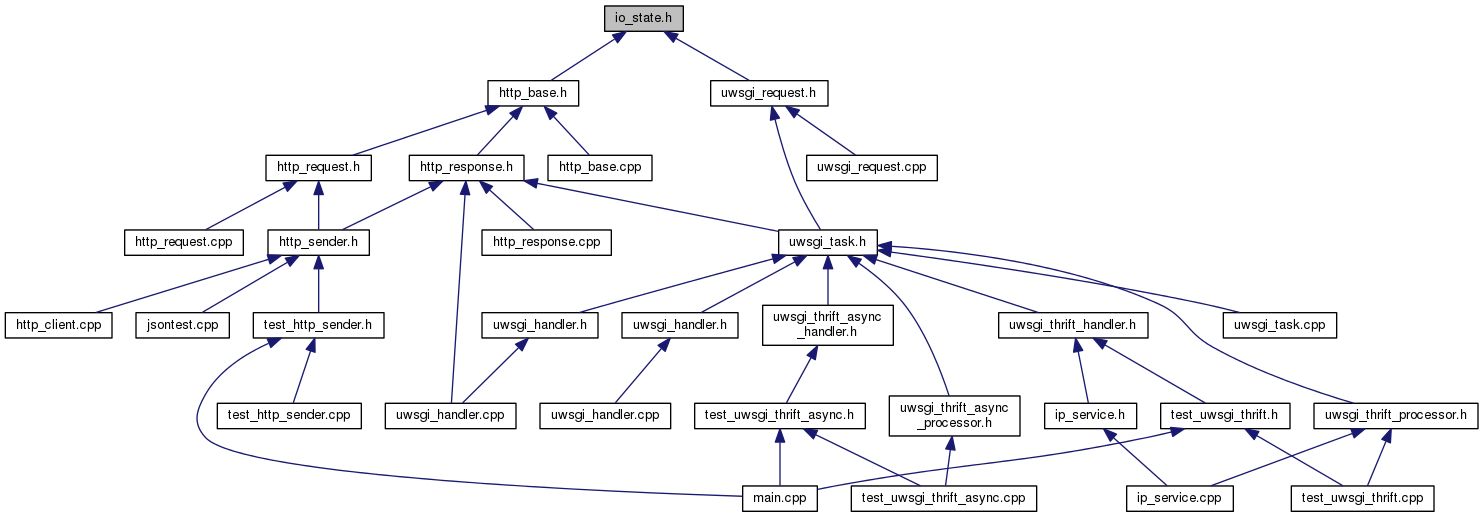 io_state.h
http_base.h
uwsgi_request.h
http_request.h
http_response.h
http_base.cpp
uwsgi_request.cpp
http_request.cpp
http_sender.h
http_response.cpp
uwsgi_task.h
http_client.cpp
jsontest.cpp
test_http_sender.h
uwsgi_handler.h
uwsgi_handler.h
uwsgi_thrift_async
_handler.h
uwsgi_thrift_handler.h
uwsgi_task.cpp
test_http_sender.cpp
uwsgi_handler.cpp
uwsgi_handler.cpp
test_uwsgi_thrift_async.h
uwsgi_thrift_async
_processor.h
ip_service.h
test_uwsgi_thrift.h
uwsgi_thrift_processor.h
main.cpp
test_uwsgi_thrift_async.cpp
ip_service.cpp
test_uwsgi_thrift.cpp